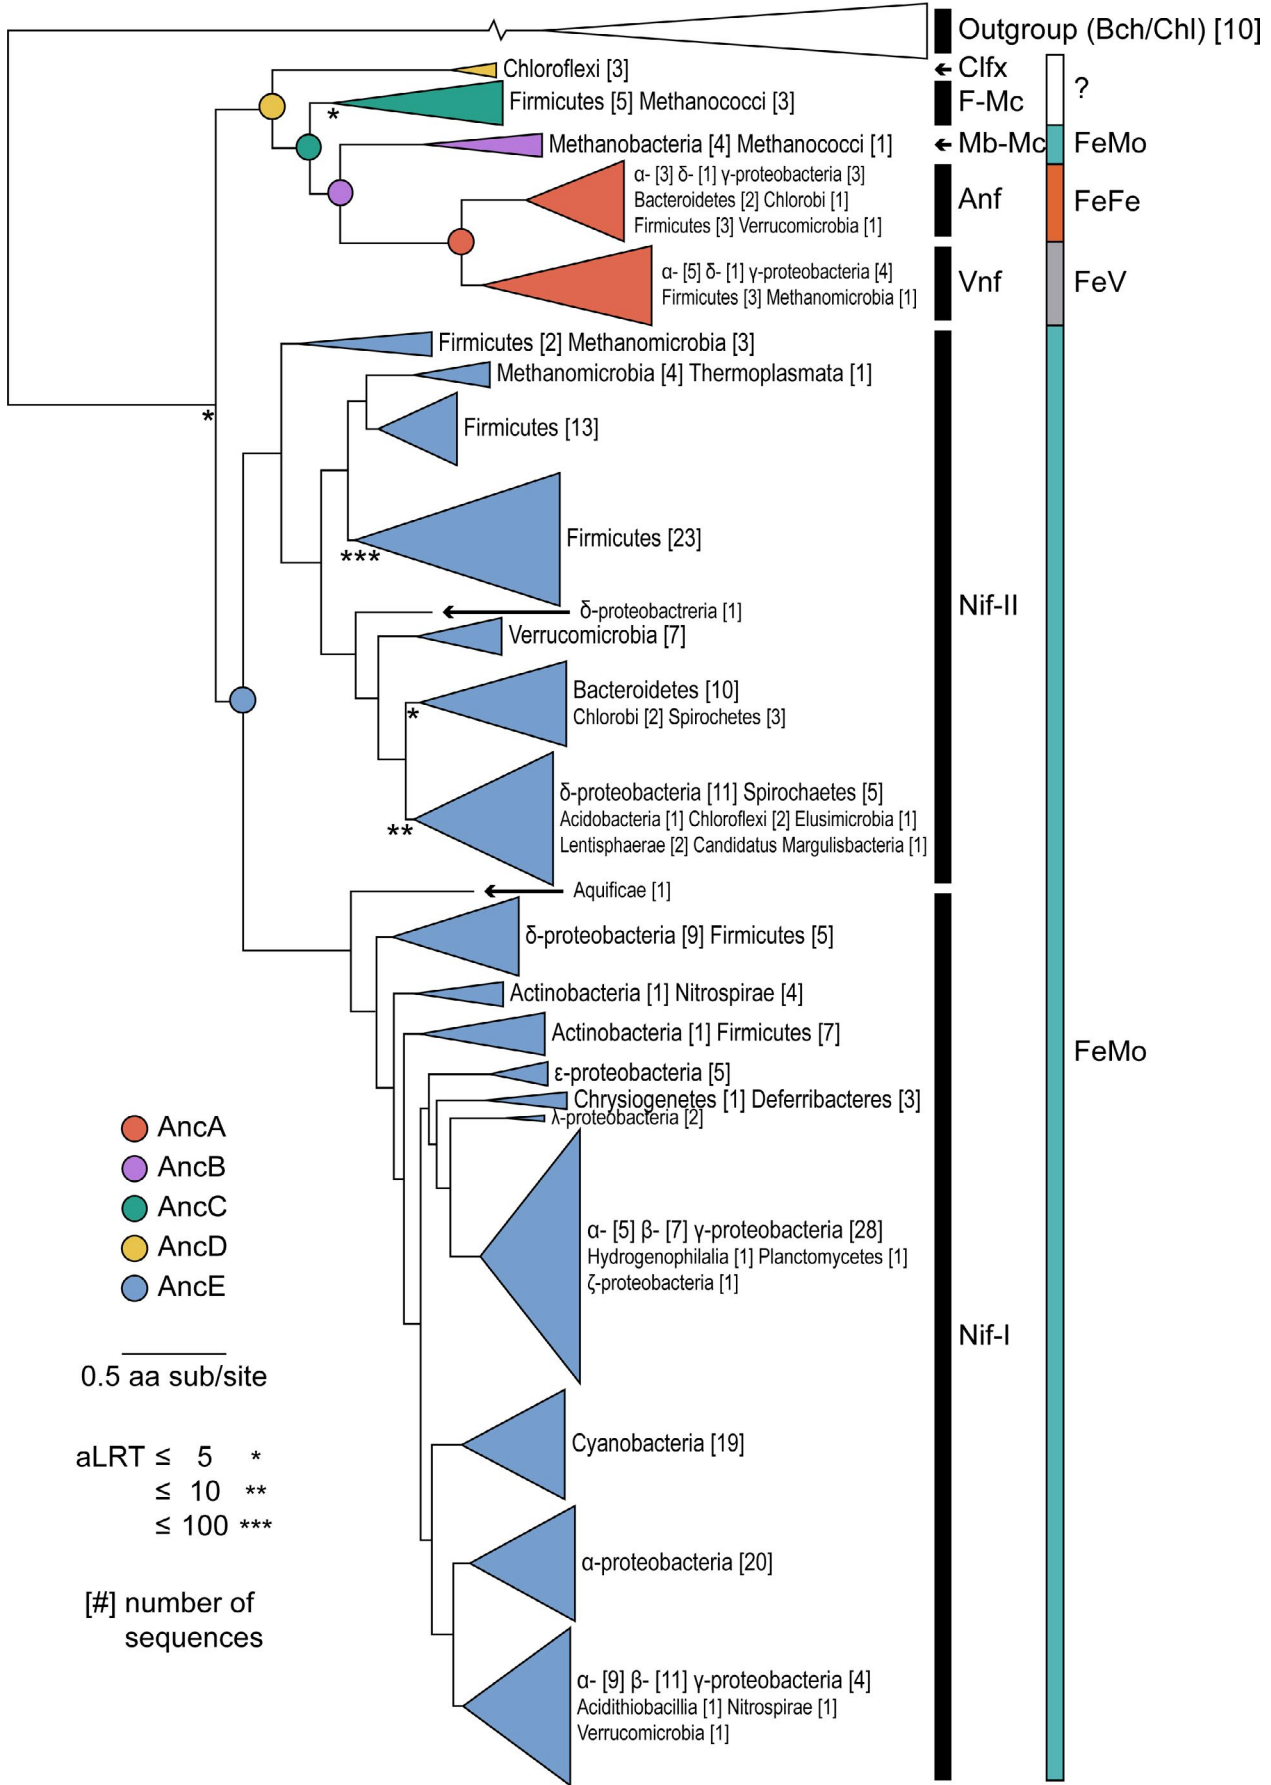 Outgroup (Bch/Chl) [10]
Chloroflexi [3]
Clfx
Firmicutes [5] Methanococci [3]
F-Mc
?
*
Methanobacteria [4] Methanococci [1]
Mb-Mc
FeMo
α- [3] δ- [1] γ-proteobacteria [3]
Bacteroidetes [2] Chlorobi [1]
Firmicutes [3] Verrucomicrobia [1]
Anf
FeFe
α- [5] δ- [1] γ-proteobacteria [4]
Firmicutes [3] Methanomicrobia [1]
Vnf
FeV
Firmicutes [2] Methanomicrobia [3]
Methanomicrobia [4] Thermoplasmata [1]
*
Firmicutes [13]
Firmicutes [23]
***
δ-proteobactreria [1]
Nif-II
Verrucomicrobia [7]
Bacteroidetes [10]
Chlorobi [2] Spirochetes [3]
*
δ-proteobacteria [11] Spirochaetes [5]
Acidobacteria [1] Chloroflexi [2] Elusimicrobia [1]
Lentisphaerae [2] Candidatus Margulisbacteria [1]
**
Aquificae [1]
δ-proteobacteria [9] Firmicutes [5]
Actinobacteria [1] Nitrospirae [4]
Actinobacteria [1] Firmicutes [7]
FeMo
ε-proteobacteria [5]
Chrysiogenetes [1] Deferribacteres [3]
λ-proteobacteria [2]
α- [5] β- [7] γ-proteobacteria [28]
Hydrogenophilalia [1] Planctomycetes [1]
ζ-proteobacteria [1]
Nif-I
Cyanobacteria [19]
α-proteobacteria [20]
α- [9] β- [11] γ-proteobacteria [4]
Acidithiobacillia [1] Nitrospirae [1]
Verrucomicrobia [1]
AncA
AncB
AncC
AncD
AncE
0.5 aa sub/site
aLRT ≤ 5 *
≤ 10 **
≤ 100 ***
[#] number of
sequences